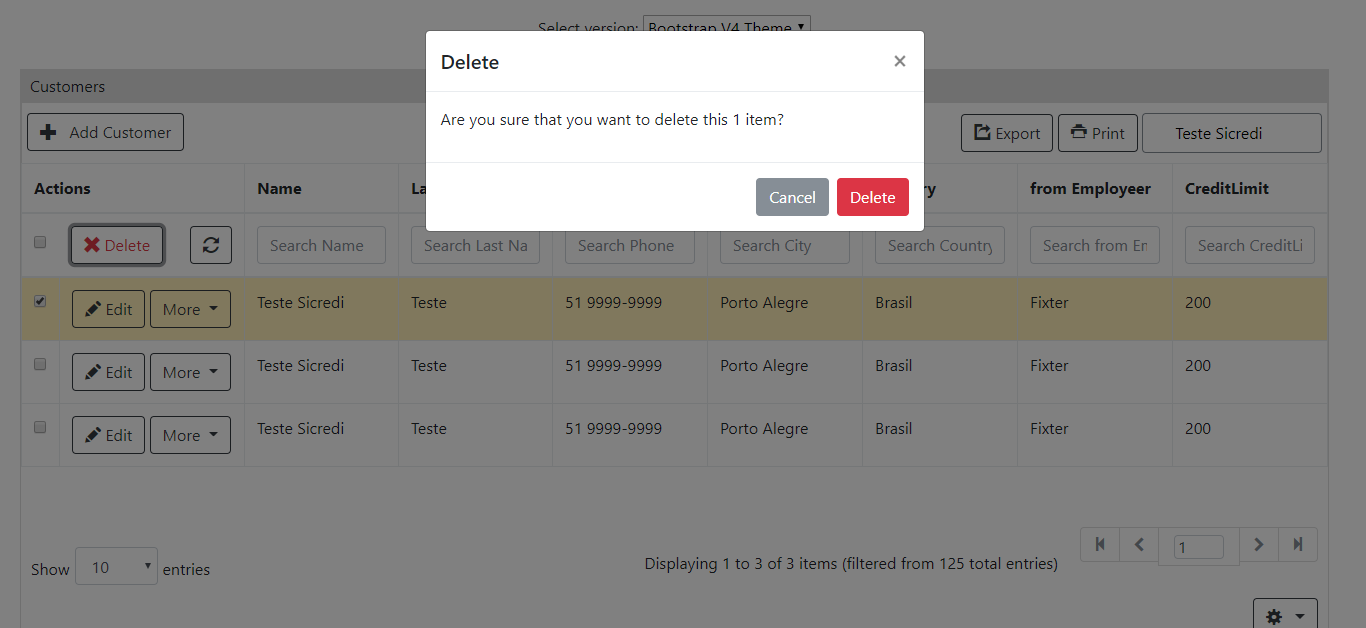 Select version: Bootstrap V4 Theme
Delete ×
Are you sure that you want to delete this 1 item?
Cancel Delete
Customers
Add Customer Export Print Teste Sicredi
Actions Name La ry from Employeer CreditLimit
Delete Search Name Search Last Na Search Phone Search City Search Country Search from Er Search CreditLi
Edit More Teste Sicredi Teste 51 9999-9999 Porto Alegre Brasil Fixter 200
Edit More Teste Sicredi Teste 51 9999-9999 Porto Alegre Brasil Fixter 200
Edit More Teste Sicredi Teste 51 9999-9999 Porto Alegre Brasil Fixter 200
Show 10 entries Displaying 1 to 3 of 3 items (filtered from 125 total entries) 1